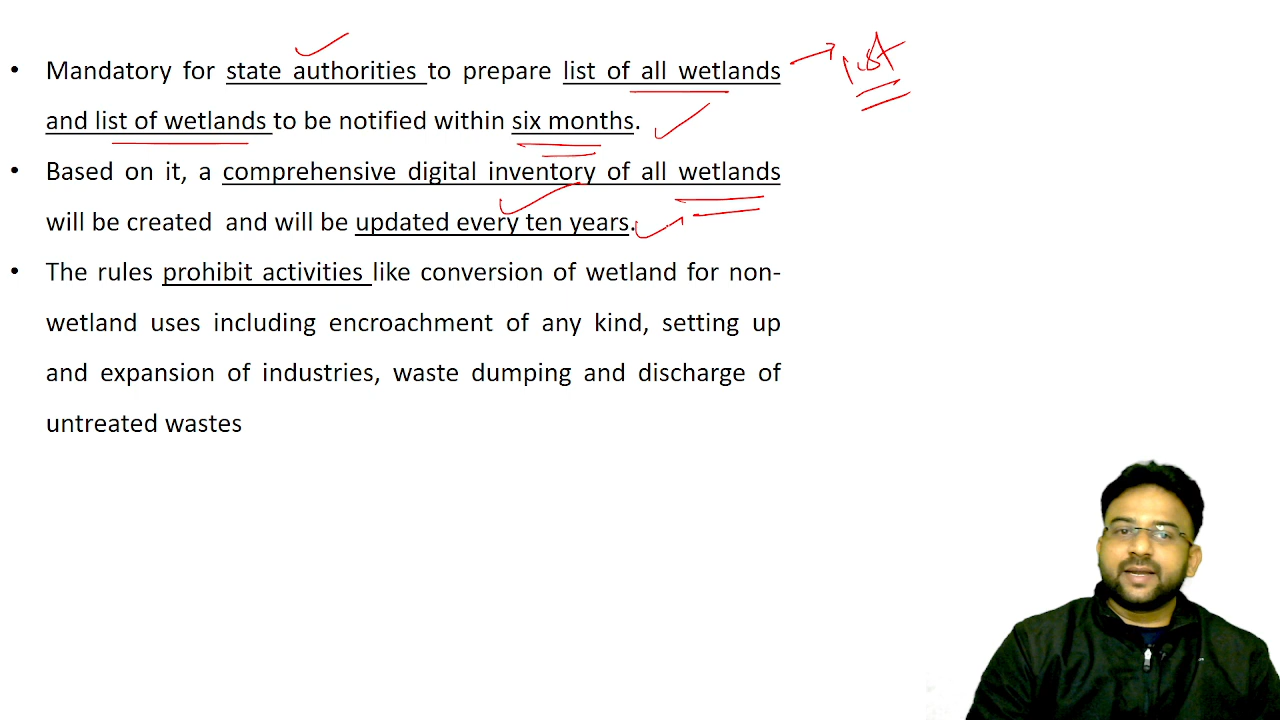 • Mandatory for state authorities to prepare list of all wetlands
and list of wetlands to be notified within six months.
• Based on it, a comprehensive digital inventory of all wetlands
will be created and will be updated every ten years.
• The rules prohibit activities like conversion of wetland for non-
wetland uses including encroachment of any kind, setting up
and expansion of industries, waste dumping and discharge of
untreated wastes